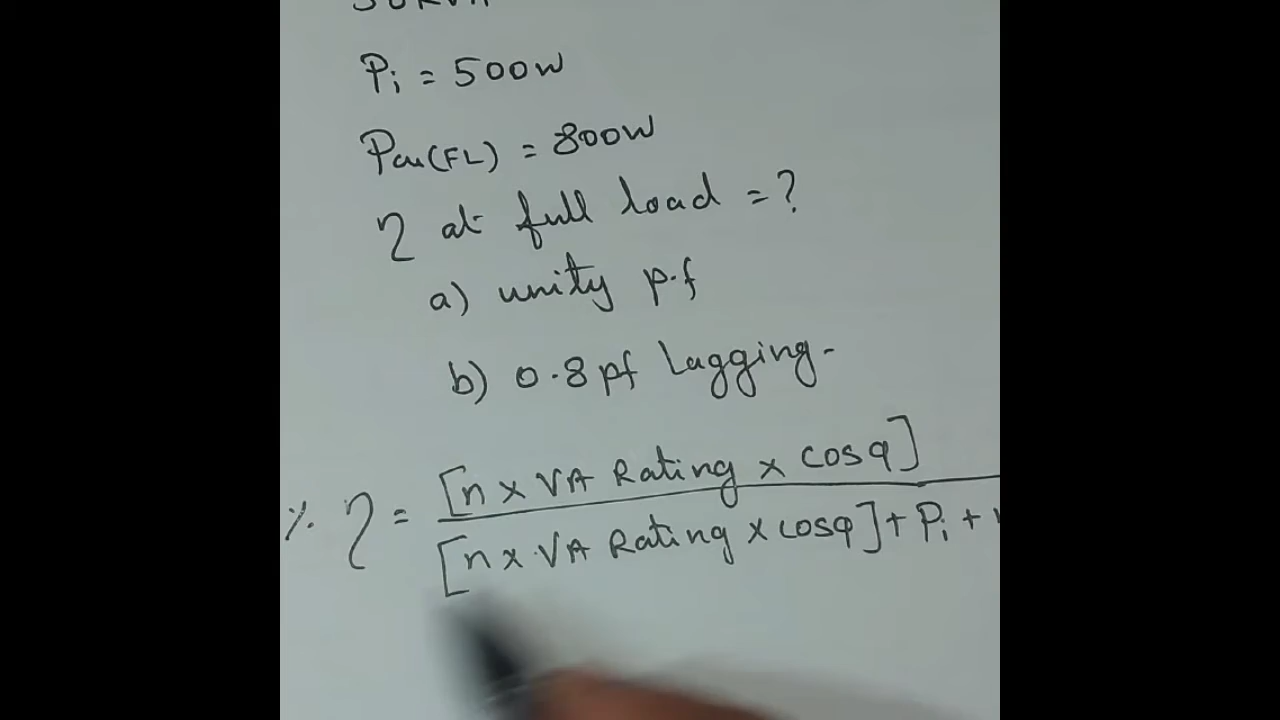 Pi = 500W
Pcu(FL) = 800W
η at full load = ?
a) unity p.f
b) 0.8 pf Lagging-
% η = [n x VA Rating x cosφ]
[n x VA Rating x cosφ] + Pi +